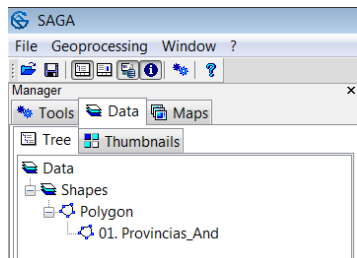 SAGA
File Geoprocessing Window ?
Manager ×
Tools Data Maps
Tree Thumbnails
Data
Shapes
Polygon
01. Provincias_And